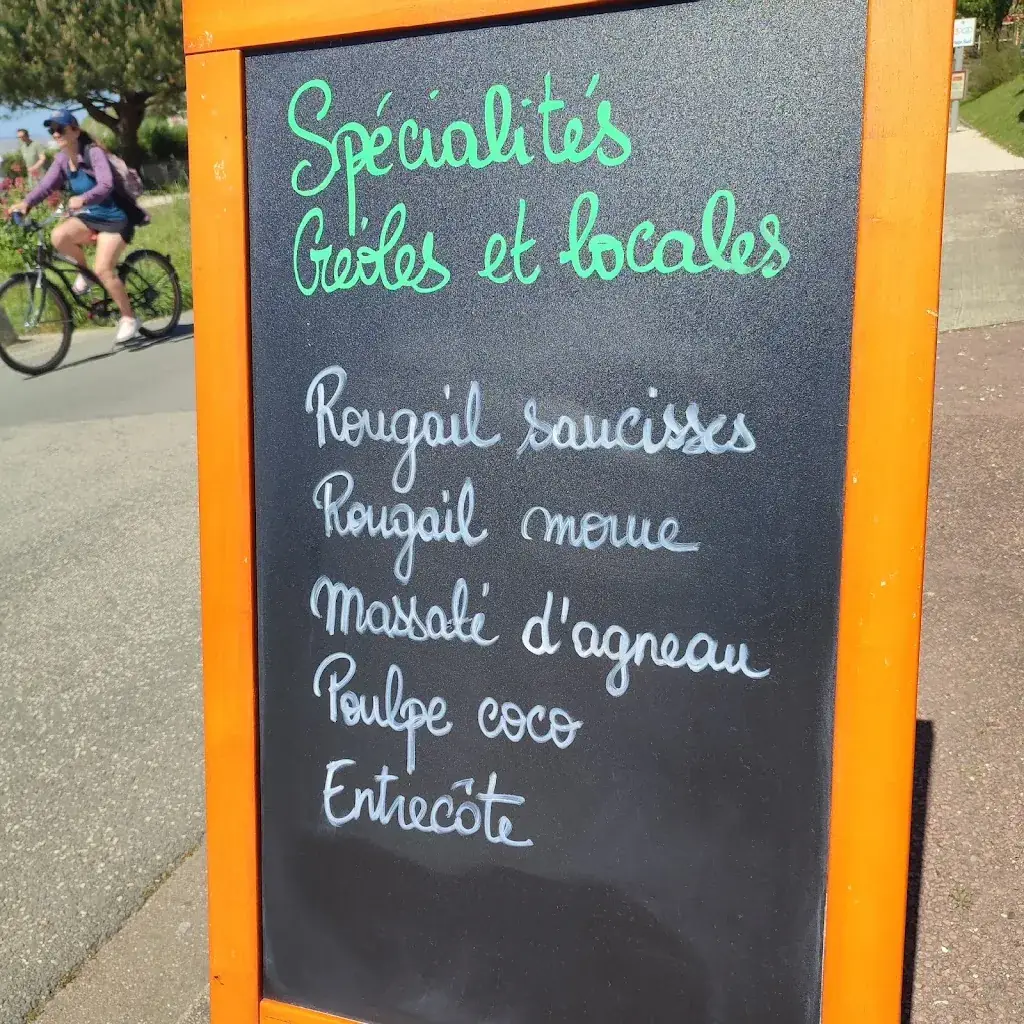 Spécialités
Créoles et locales
Rougail saucisses
Rougail morue
Massalé d'agneau
Poulpe coco
Entrecôte